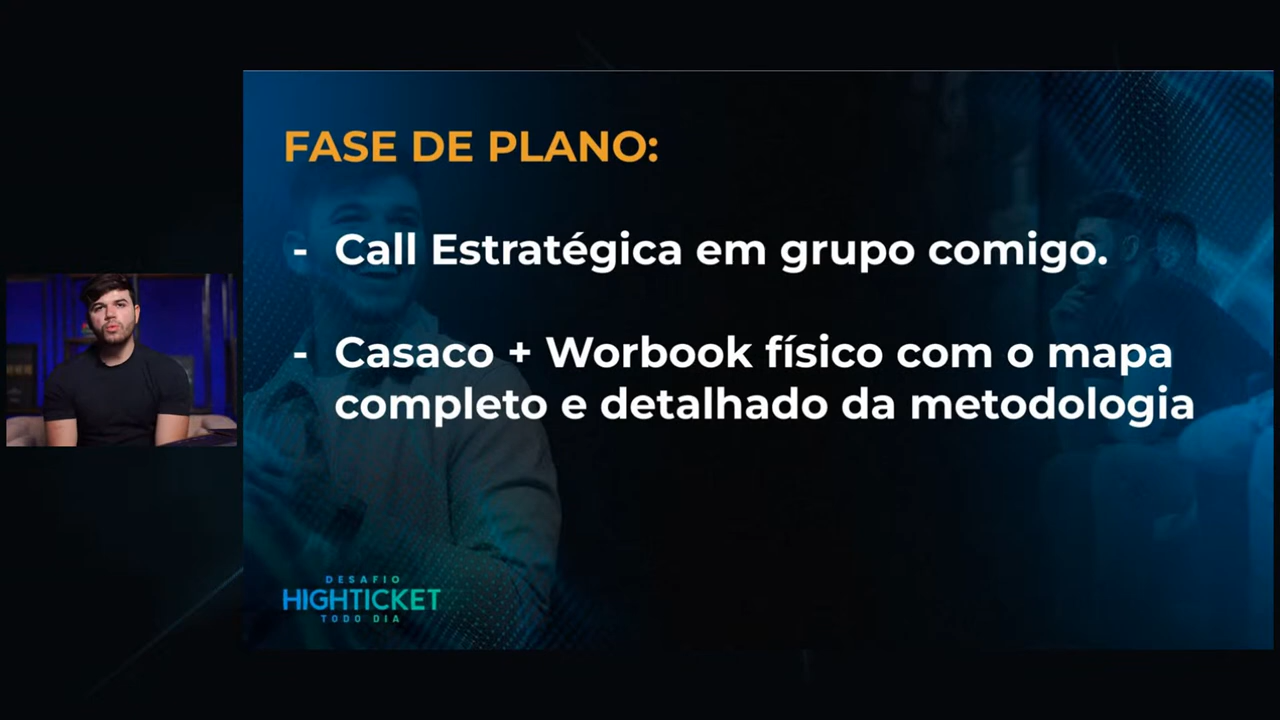 FASE DE PLANO:
- Call Estratégica em grupo comigo.
- Casaco + Worbook físico com o mapa
completo e detalhado da metodologia
DESAFIO
HIGHTICKET
TODO DIA